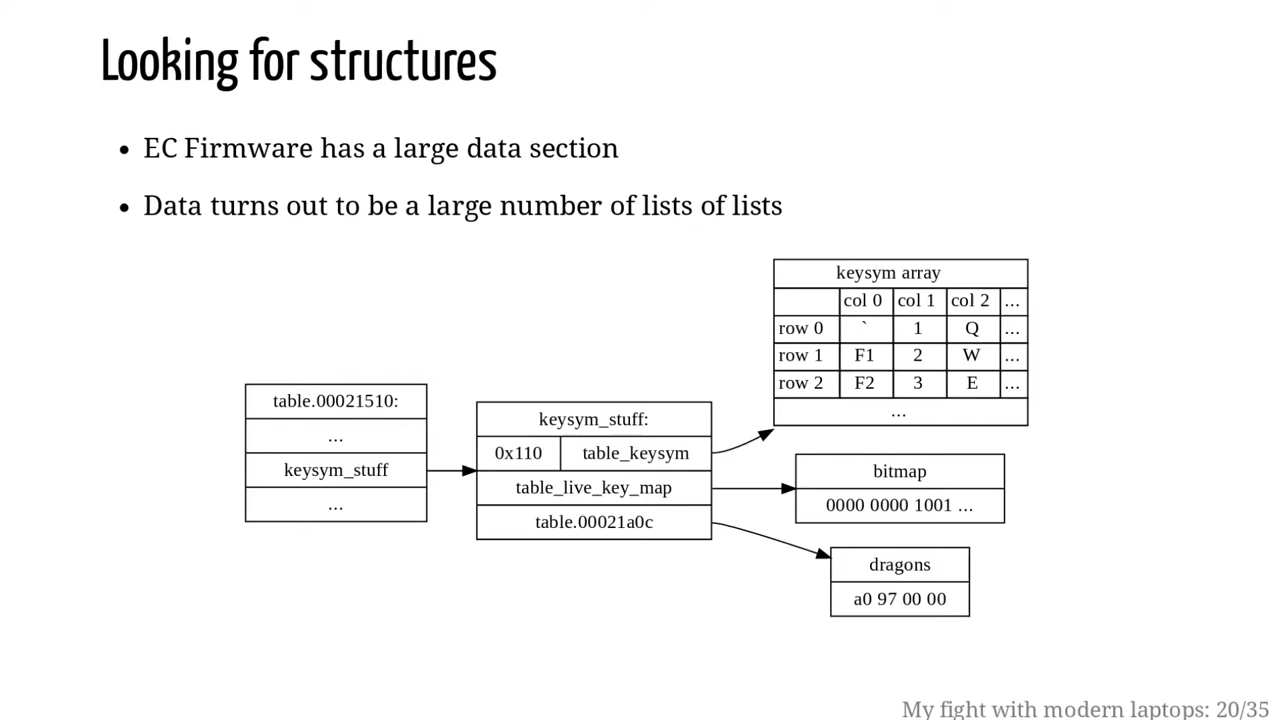 Looking for structures
• EC Firmware has a large data section
• Data turns out to be a large number of lists of lists
table.00021510:
...
keysym_stuff
...
keysym_stuff:
0x110 table_keysym
table_live_key_map
table.00021a0c
keysym array
col 0 col 1 col 2 ...
row 0 ` 1 Q ...
row 1 F1 2 W ...
row 2 F2 3 E ...
...
bitmap
0000 0000 1001 ...
dragons
a0 97 00 00
My fight with modern laptops: 20/35